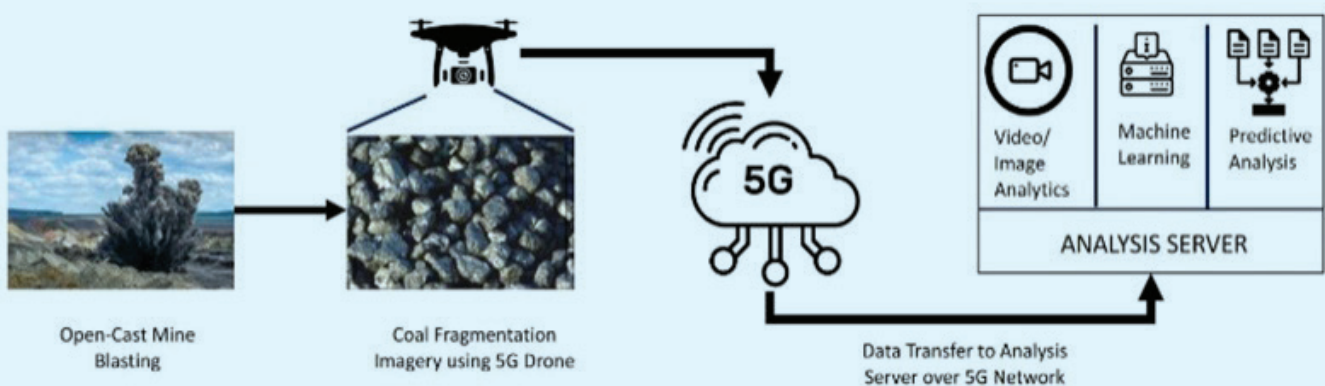 Open-Cast Mine
Blasting
Coal Fragmentation
Imagery using 5G Drone
5G
Data Transfer to Analysis
Server over 5G Network
Video/
Image
Analytics
Machine
Learning
Predictive
Analysis
ANALYSIS SERVER